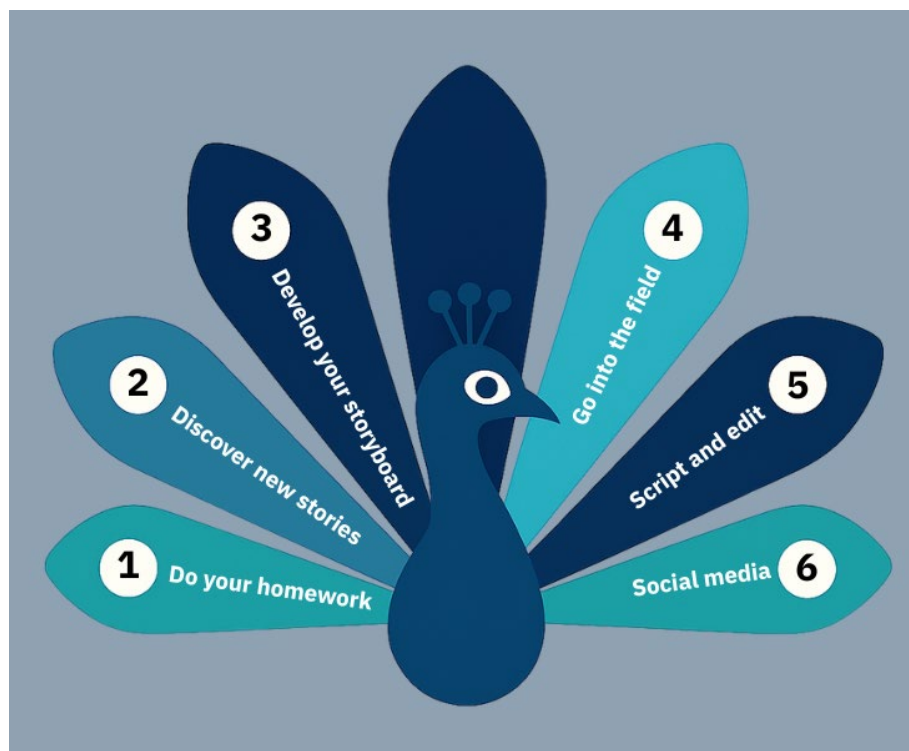 1 Do your homework
2 Discover new stories
3 Develop your storyboard
4 Go into the field
5 Script and edit
6 Social media